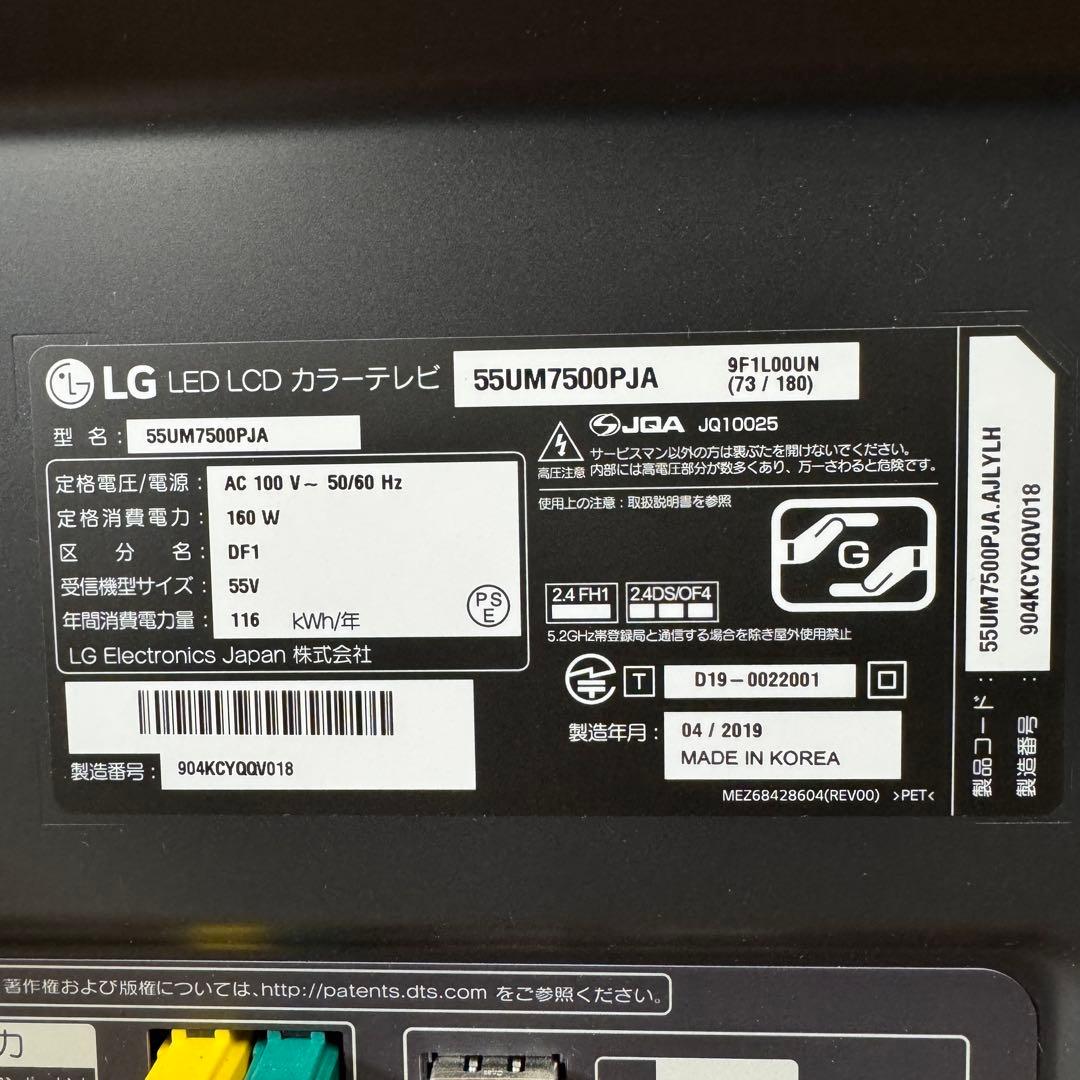 LG LED LCD カラーテレビ 55UM7500PJA 9F1L00UN
(73 / 180)
型 名 : 55UM7500PJA
定格電圧/電源 : AC 100 V～ 50/60 Hz
定格消費電力 : 160 W
区 分 名 : DF1
受信機型サイズ : 55V
年間消費電力量 : 116 kWh/年
PS
E
LG Electronics Japan 株式会社
製造番号 : 904KCYQQV018
JQA JQ10025
高圧注意
サービスマン以外の方は裏ぶたを開けないでください。
内部には高電圧部分が数多くあり、万一さわると危険です。
使用上の注意 : 取扱説明書を参照
G
2.4 FH1 2.4DS/OF4
5.2GHz帯登録局と通信する場合を除き屋外使用禁止
T D19－0022001
製造年月 : 04 / 2019
MADE IN KOREA
MEZ68428604(REV00) >PET<
製品コード : 55UM7500PJA.AJLYLH
製造番号 : 904KCYQQV018
著作権および版権については、http://patents.dts.com をご参照ください。
力